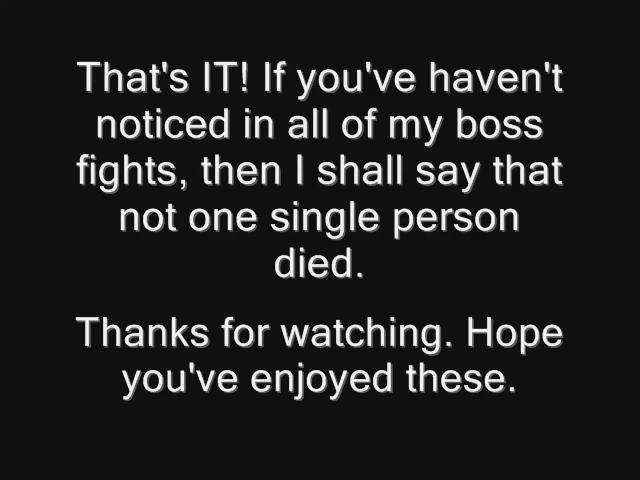 That's IT! If you've haven't
noticed in all of my boss
fights, then I shall say that
not one single person
died.
Thanks for watching. Hope
you've enjoyed these.